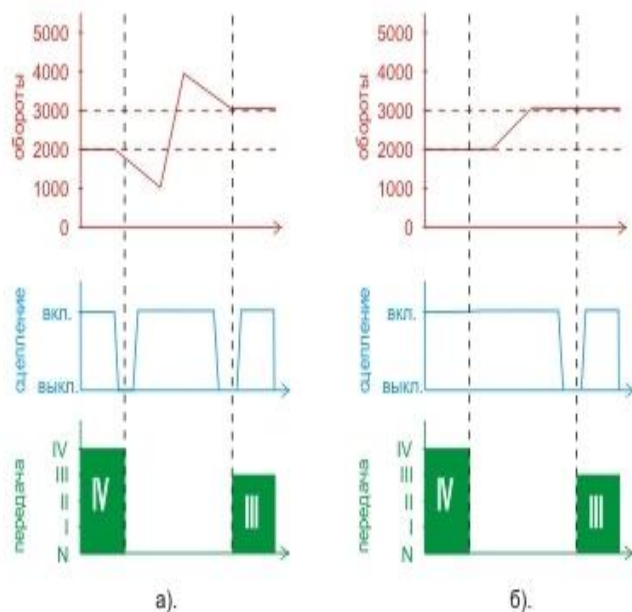 обороты
5000
4000
3000
2000
1000
0
сцепление
вкл.
выкл.
передача
IV
III
II
I
N
IV
III
а).
обороты
5000
4000
3000
2000
1000
0
сцепление
вкл.
выкл.
передача
IV
III
II
I
N
IV
III
б).